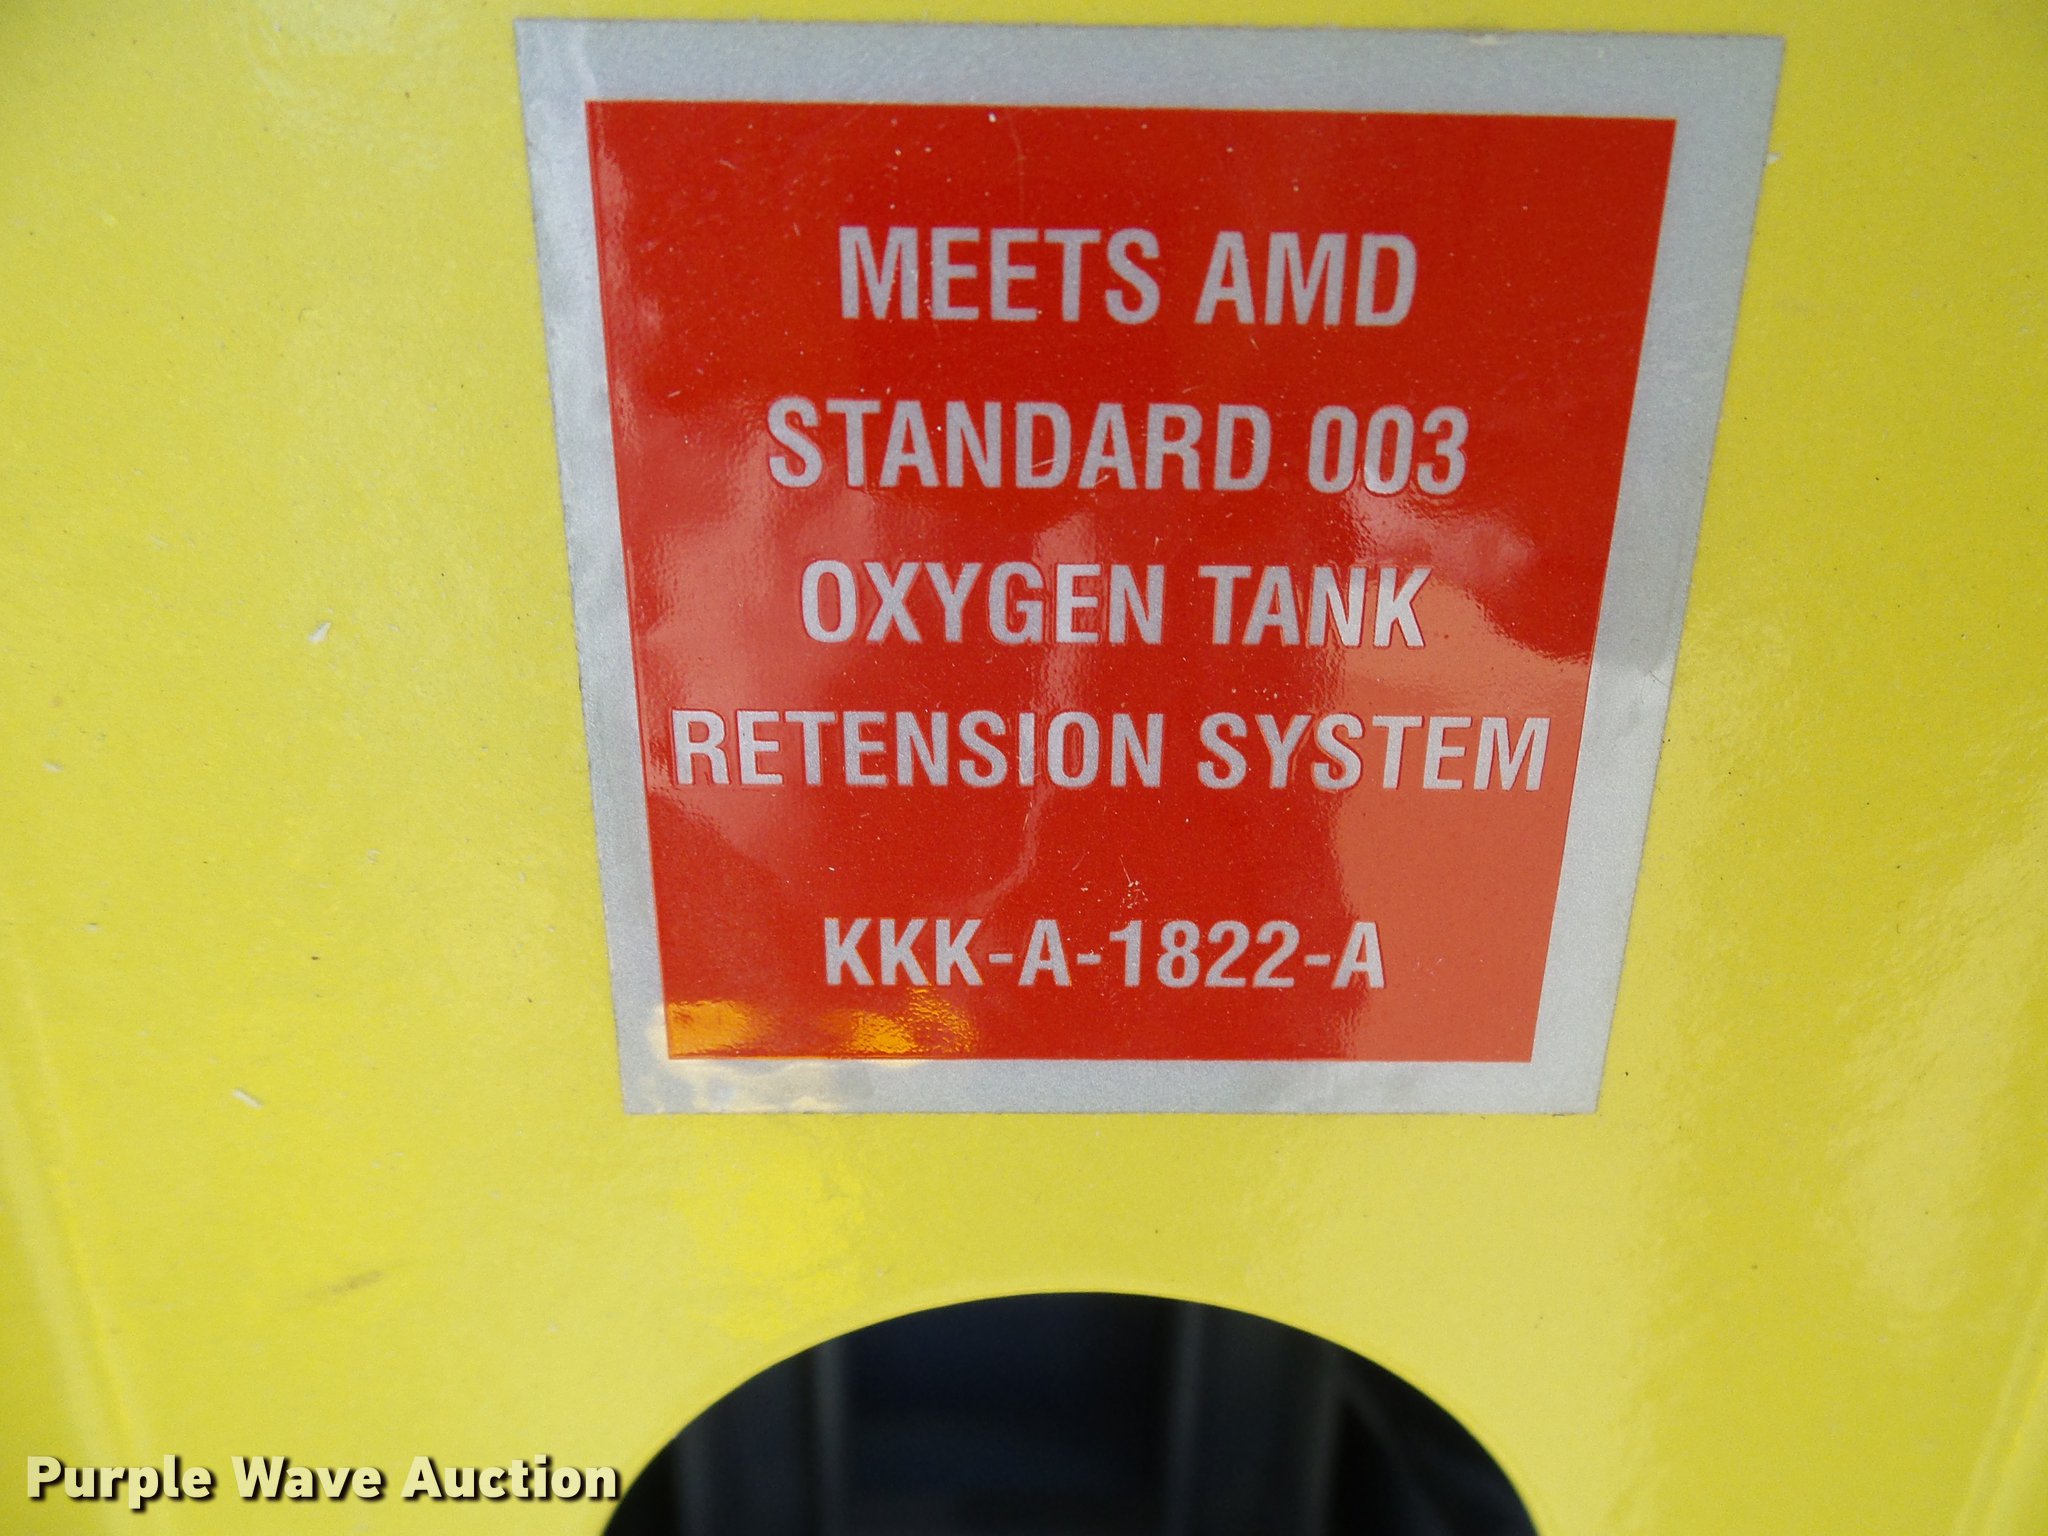 MEETS AMD
STANDARD 003
OXYGEN TANK
RETENSION SYSTEM
KKK-A-1822-A
Purple Wave Auction